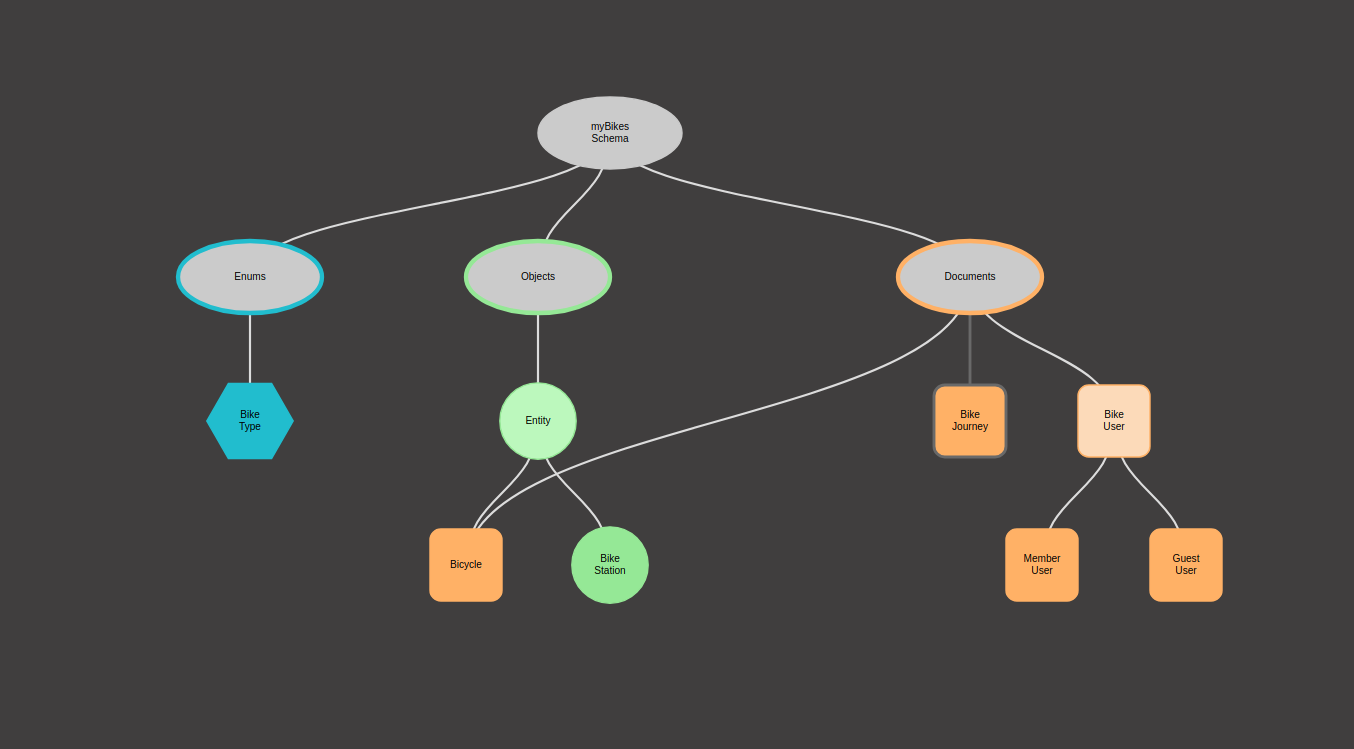 myBikes
Schema
Enums
Objects
Documents
Bike
Type
Entity
Bike
Journey
Bike
User
Bicycle
Bike
Station
Member
User
Guest
User